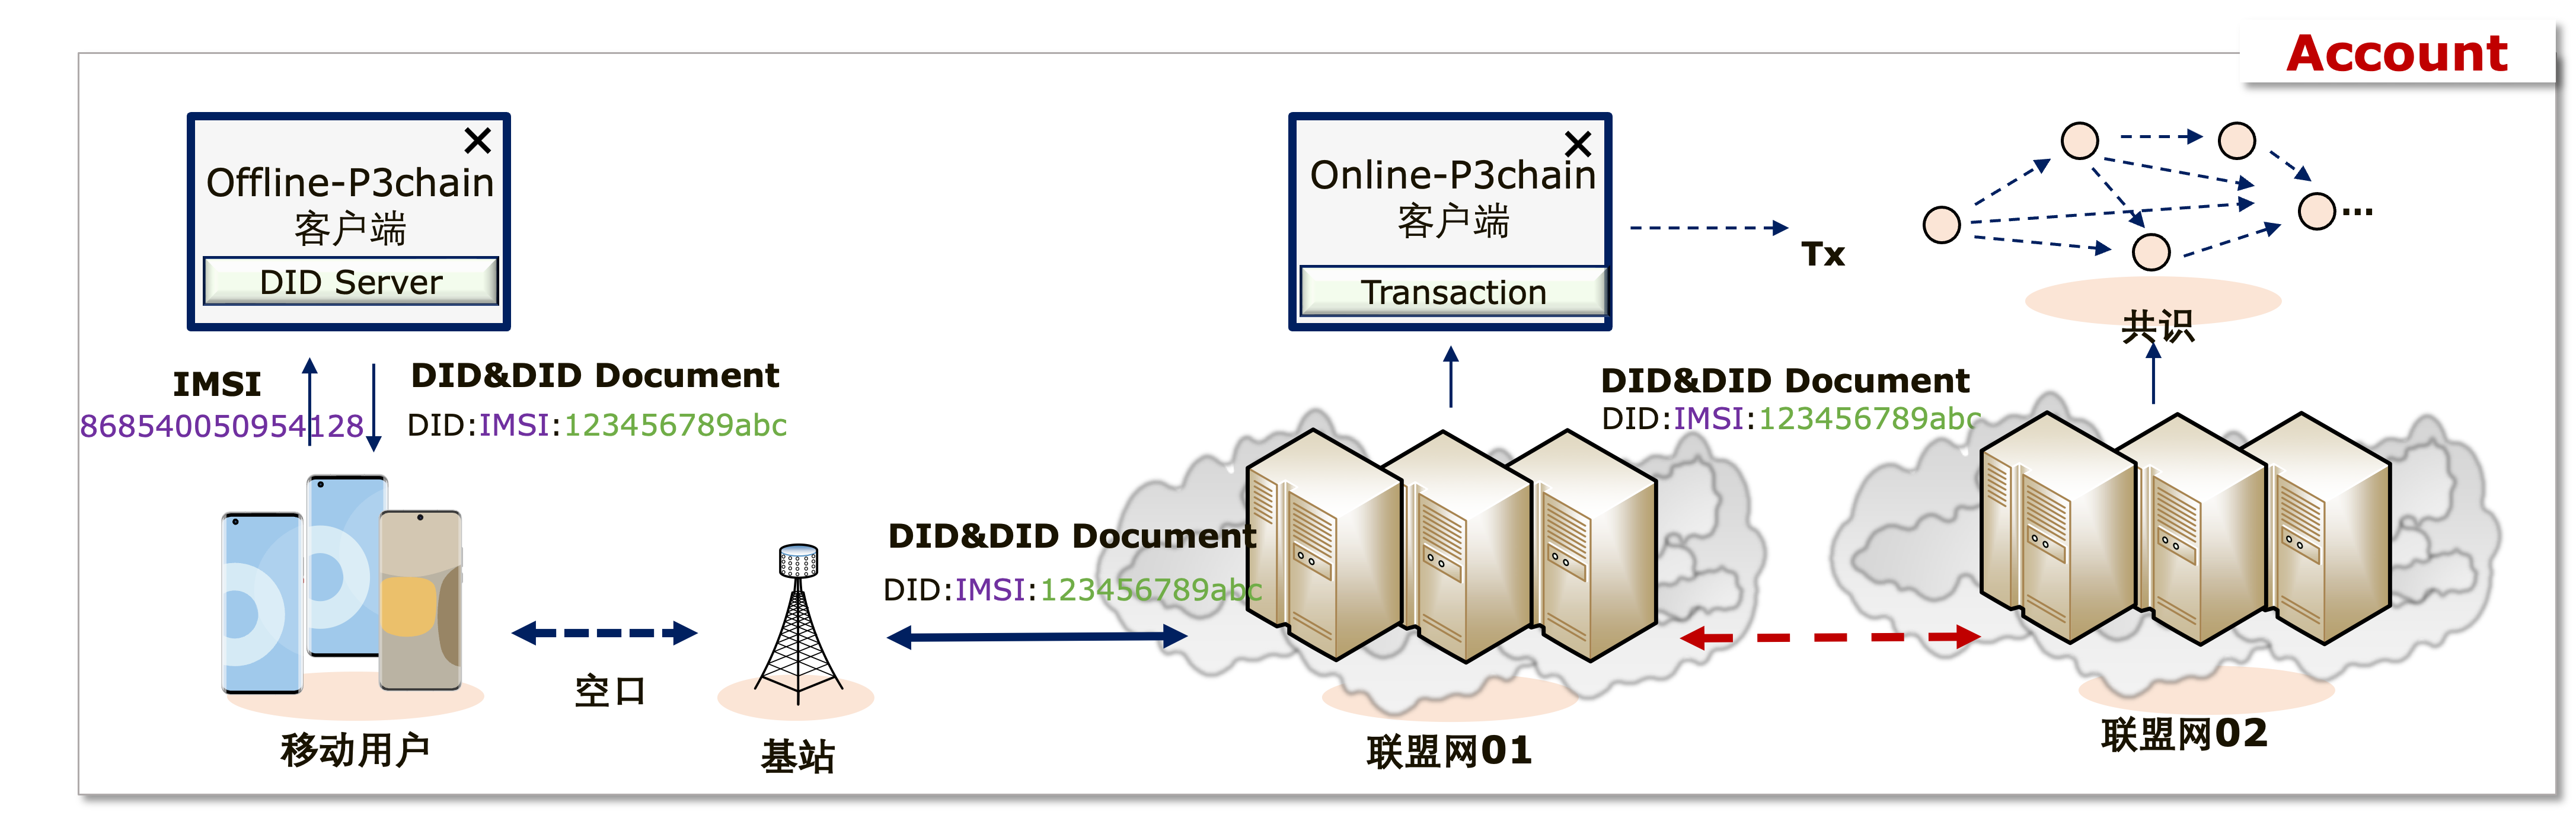 Account
Offline-P3chain
客户端
DID Server
IMSI
868540050954128
DID&DID Document
DID:IMSI:123456789abc
移动用户
空口
基站
DID&DID Document
DID:IMSI:123456789abc
Online-P3chain
客户端
Transaction
Tx
DID&DID Document
DID:IMSI:123456789abc
联盟网01
...
共识
联盟网02